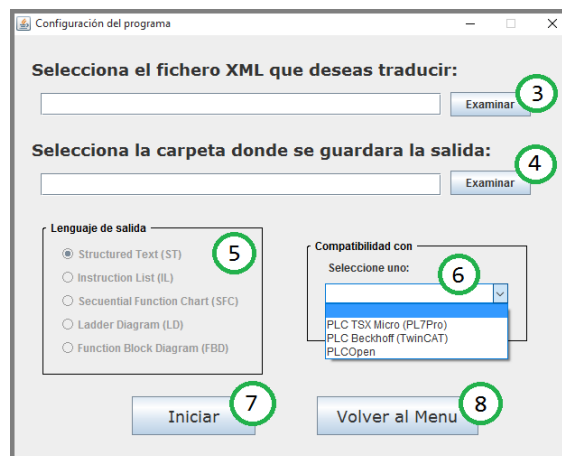 Configuración del programa
Selecciona el fichero XML que deseas traducir:
Examinar
3
Selecciona la carpeta donde se guardara la salida:
Examinar
4
Lenguaje de salida
5
Structured Text (ST)
Instruction List (IL)
Secuential Function Chart (SFC)
Ladder Diagram (LD)
Function Block Diagram (FBD)
Compatibilidad con
Seleccione uno:
6
PLC TSX Micro (PL7Pro)
PLC Beckhoff (TwinCAT)
PLCOpen
Iniciar
7
Volver al Menu
8